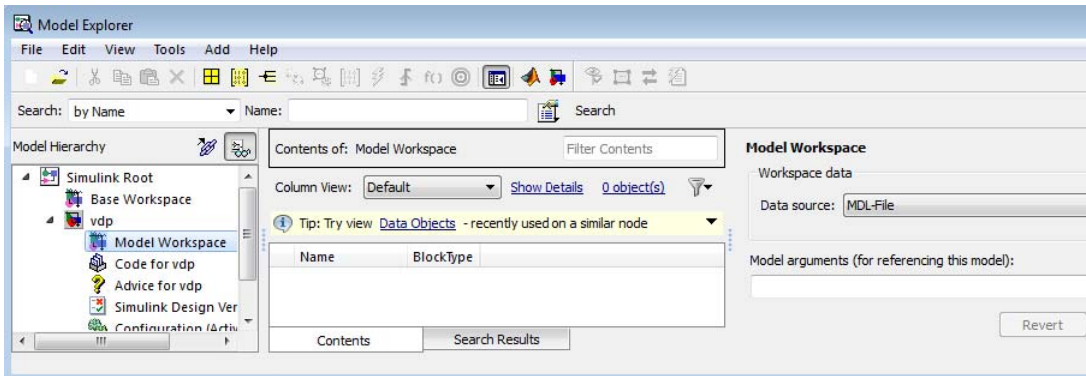 Model Explorer
File Edit View Tools Add Help
f()
Search: by Name Name: Search
Model Hierarchy
Simulink Root
Base Workspace
vdp
Model Workspace
Code for vdp
Advice for vdp
Simulink Design Ver
Configuration (Activ
Contents of: Model Workspace Filter Contents
Column View: Default Show Details 0 object(s)
Tip: Try view Data Objects - recently used on a similar node
Name BlockType
Contents Search Results
Model Workspace
Workspace data
Data source: MDL-File
Model arguments (for referencing this model):
Revert